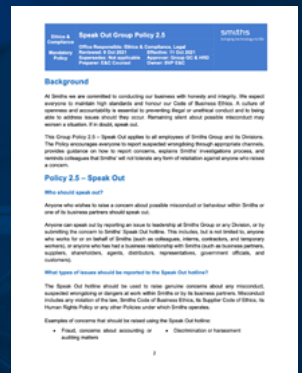 Ethics & Compliance
Mandatory Policy
Speak Out Group Policy 2.5
Office Responsible: Ethics & Compliance, Legal
Reviewed: 8 Oct 2021 Effective: 11 Oct 2021
Supersedes: Not applicable Approver: Group GC & HRD
Preparer: E&C Counsel Owner: SVP E&C
smiths
bringing technology to life
Background
At Smiths we are committed to conducting our business with honesty and integrity. We expect
everyone to maintain high standards and honour our Code of Business Ethics. A culture of
openness and accountability is essential to preventing illegal or unethical conduct and to being
able to address issues should they occur. Remaining silent about possible misconduct may
worsen a situation. If in doubt, speak out.
This Group Policy 2.5 – Speak Out applies to all employees of Smiths Group and its Divisions.
The Policy encourages everyone to report suspected wrongdoing through appropriate channels,
provides guidance on how to report concerns, explains Smiths' investigations process, and
reminds colleagues that Smiths' will not tolerate any form of retaliation against anyone who raises
a concern.
Policy 2.5 – Speak Out
Who should speak out?
Anyone who wishes to raise a concern about possible misconduct or behaviour within Smiths or
one of its business partners should speak out.
Anyone can speak out by reporting an issue to leadership at Smiths Group or any Division, or by
submitting the concern to Smiths' Speak Out hotline. This includes, but is not limited to, anyone
who works for or on behalf of Smiths (such as colleagues, interns, contractors, and temporary
workers), or anyone who has had a business relationship with Smiths (such as business partners,
suppliers, shareholders, agents, distributors, representatives, government officials, and
customers).
What types of issues should be reported to the Speak Out hotline?
The Speak Out hotline should be used to raise genuine concerns about any misconduct,
suspected wrongdoing or dangers at work within Smiths or by its business partners. Misconduct
includes any violation of the law, Smiths Code of Business Ethics, its Supplier Code of Ethics, its
Human Rights Policy or any other Policies under which Smiths operates.
Examples of concerns that should be raised using the Speak Out hotline:
• Fraud, concerns about accounting or auditing matters
• Discrimination or harassment
2